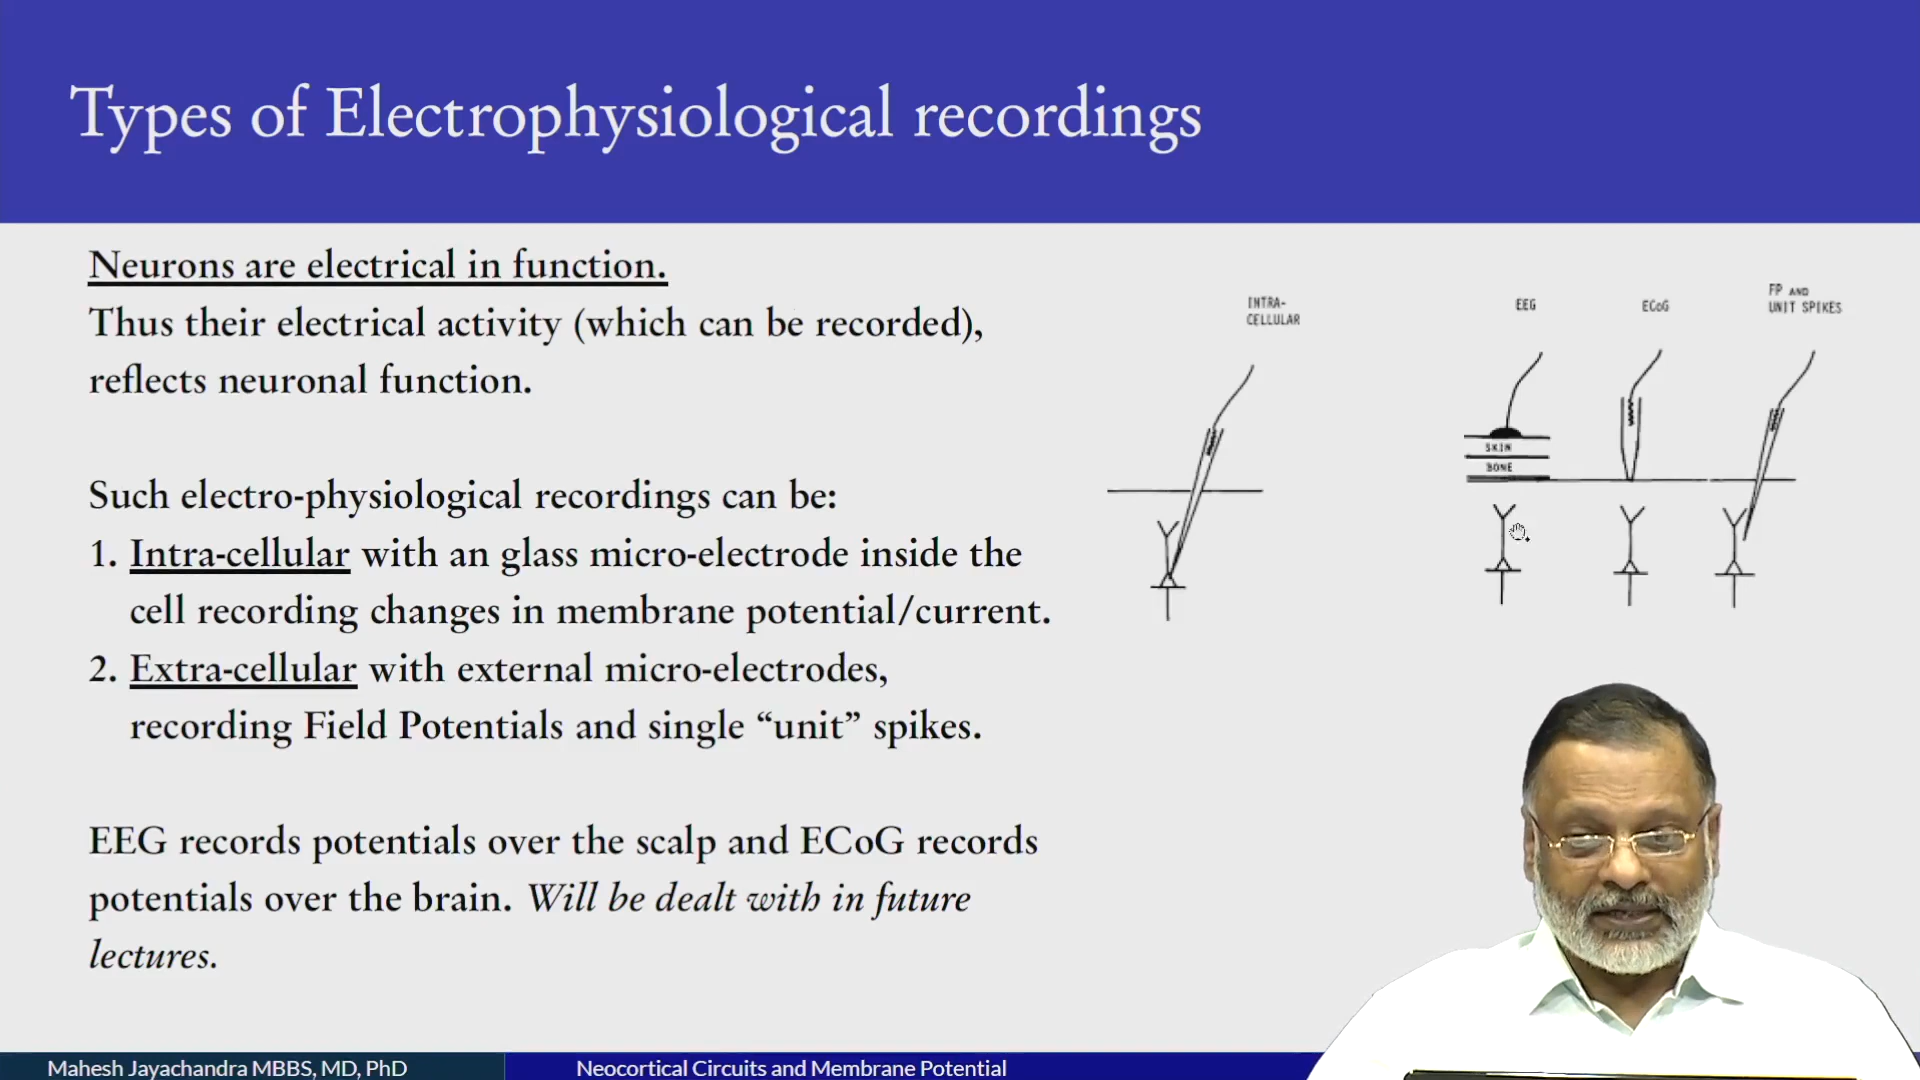 Types of Electrophysiological recordings
Neurons are electrical in function.
Thus their electrical activity (which can be recorded),
reflects neuronal function.
Such electro-physiological recordings can be:
1. Intra-cellular with an glass micro-electrode inside the
cell recording changes in membrane potential/current.
2. Extra-cellular with external micro-electrodes,
recording Field Potentials and single “unit” spikes.
EEG records potentials over the scalp and ECoG records
potentials over the brain. Will be dealt with in future
lectures.
INTRA-
CELLULAR
EEG
ECoG
FP AND
UNIT SPIKES
SKIN
BONE
Mahesh Jayachandra MBBS, MD, PhD
Neocortical Circuits and Membrane Potential